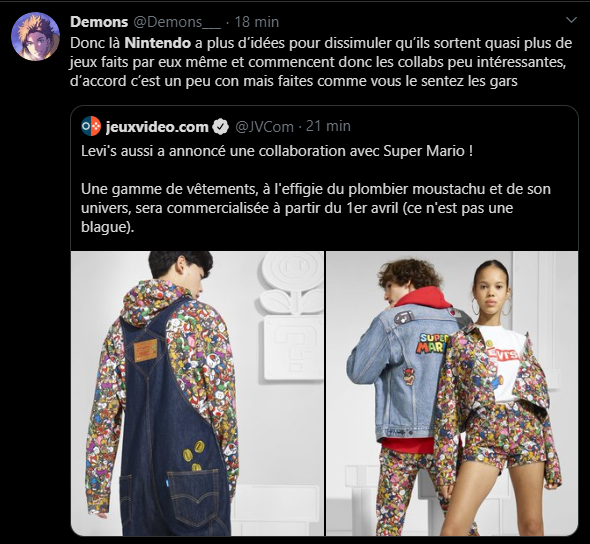 Demons @Demons___ · 18 min
Donc là Nintendo a plus d’idées pour dissimuler qu’ils sortent quasi plus de
jeux faits par eux même et commencent donc les collabs peu intéressantes,
d’accord c’est un peu con mais faites comme vous le sentez les gars
jeuxvideo.com @JVCom · 21 min
Levi's aussi a annoncé une collaboration avec Super Mario !
Une gamme de vêtements, à l'effigie du plombier moustachu et de son
univers, sera commercialisée à partir du 1er avril (ce n'est pas une
blague).
SUPER
MAR
LEVI'S